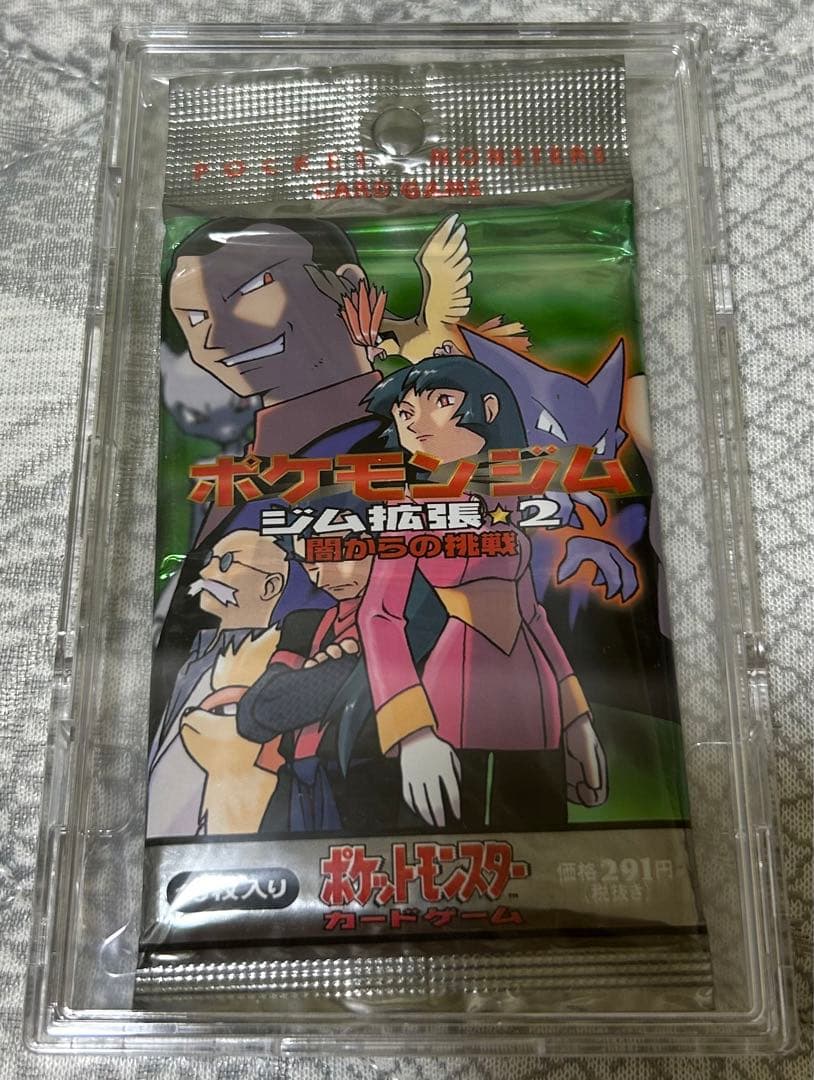 POCKET MONSTERS
CARD GAME
ポケモンジム
ジム拡張★2
闇からの挑戦
枚入り
ポケットモンスター
™
カードゲーム
価格291円
(税抜き)